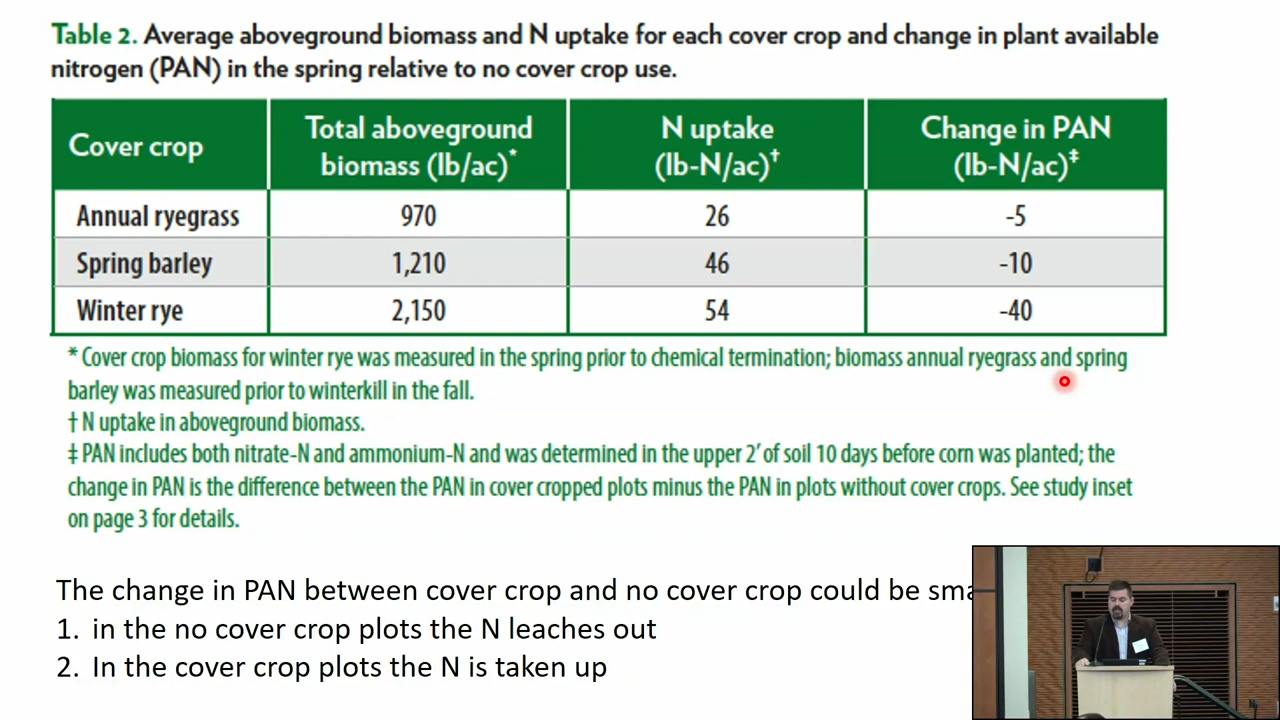 Table 2. Average aboveground biomass and N uptake for each cover crop and change in plant available
nitrogen (PAN) in the spring relative to no cover crop use.
Cover crop
Total aboveground
biomass (lb/ac)*
N uptake
(lb-N/ac)†
Change in PAN
(lb-N/ac)‡
Annual ryegrass 970 26 -5
Spring barley 1,210 46 -10
Winter rye 2,150 54 -40
* Cover crop biomass for winter rye was measured in the spring prior to chemical termination; biomass annual ryegrass and spring
barley was measured prior to winterkill in the fall.
† N uptake in aboveground biomass.
‡ PAN includes both nitrate-N and ammonium-N and was determined in the upper 2' of soil 10 days before corn was planted; the
change in PAN is the difference between the PAN in cover cropped plots minus the PAN in plots without cover crops. See study inset
on page 3 for details.
The change in PAN between cover crop and no cover crop could be
1. in the no cover crop plots the N leaches out
2. In the cover crop plots the N is taken up